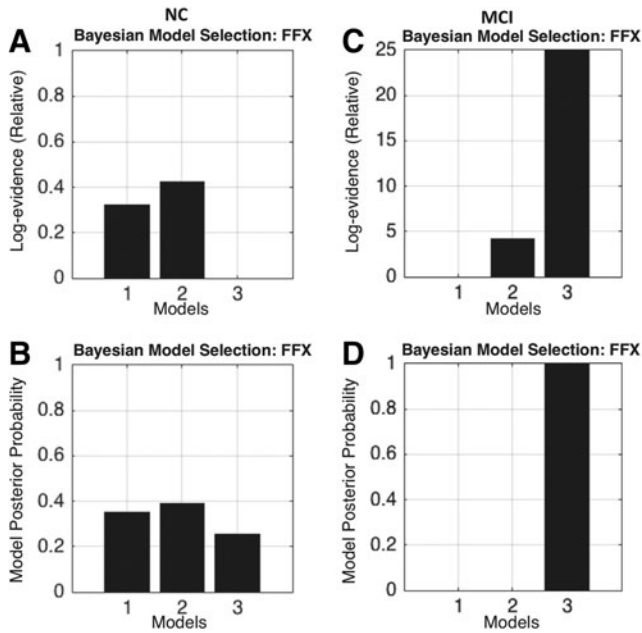 NC
A
Bayesian Model Selection: FFX
Log-evidence (Relative)
1
0.8
0.6
0.4
0.2
0
1 2 3
Models
MCI
C
Bayesian Model Selection: FFX
Log-evidence (Relative)
25
20
15
10
5
0
1 2 3
Models
B
Bayesian Model Selection: FFX
Model Posterior Probability
1
0.8
0.6
0.4
0.2
0
1 2 3
Models
D
Bayesian Model Selection: FFX
Model Posterior Probability
1
0.8
0.6
0.4
0.2
0
1 2 3
Models